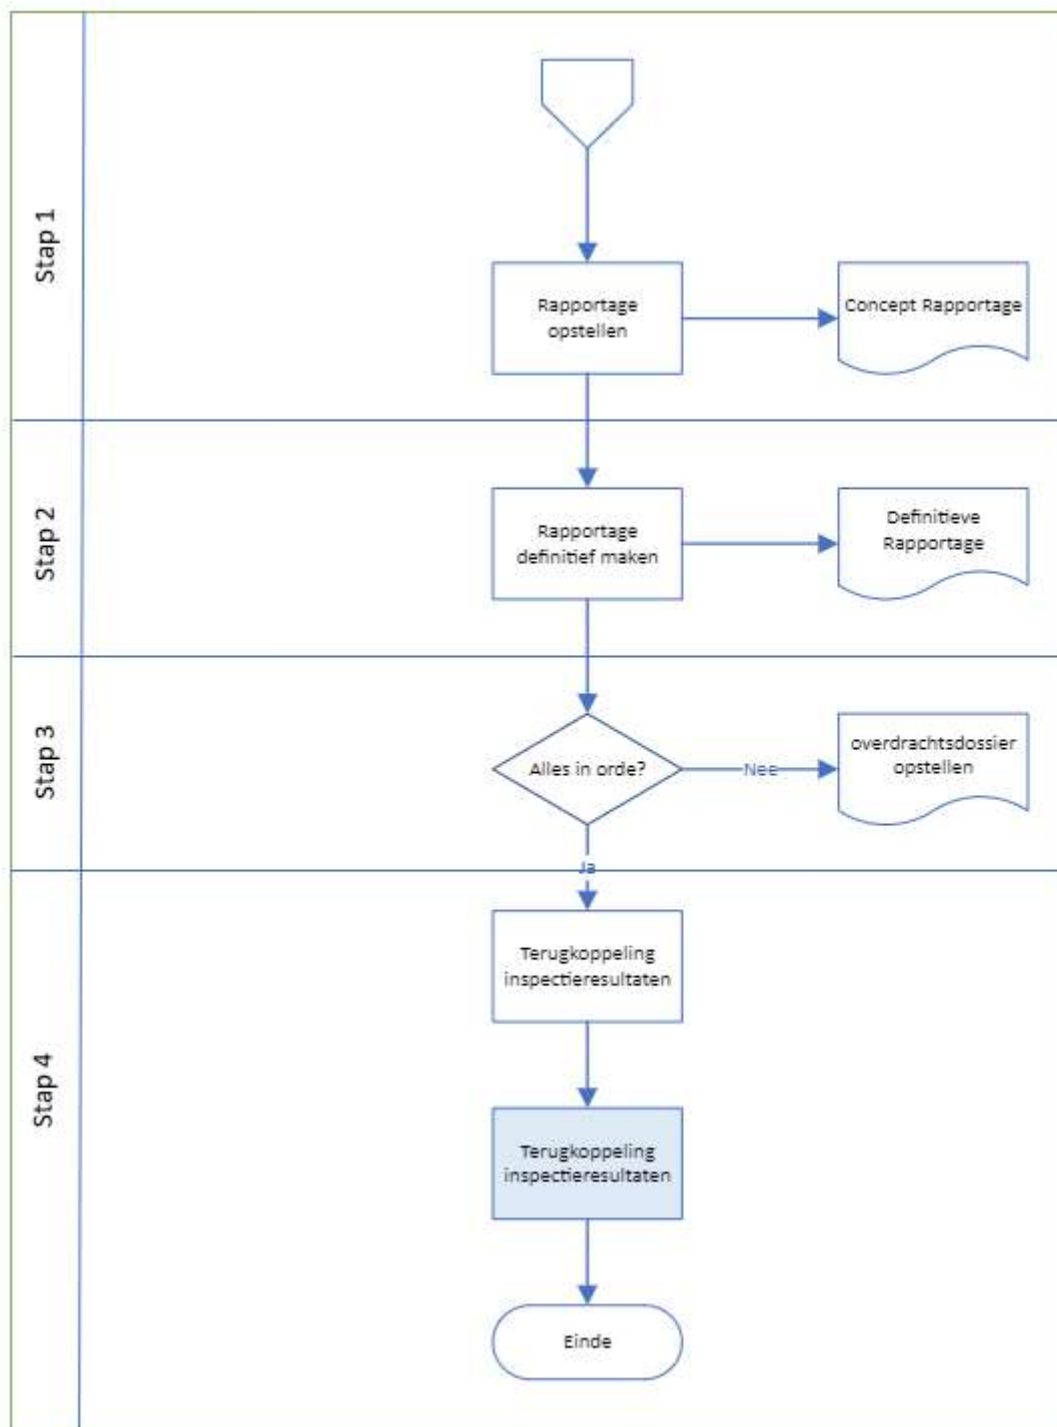 Stap 1
Rapportage
opstellen
Concept Rapportage
Stap 2
Rapportage
definitief maken
Definitieve
Rapportage
Stap 3
Alles in orde?
Nee
overdrachtsdossier
opstellen
Ja
Stap 4
Terugkoppeling
inspectieresultaten
Terugkoppeling
inspectieresultaten
Einde